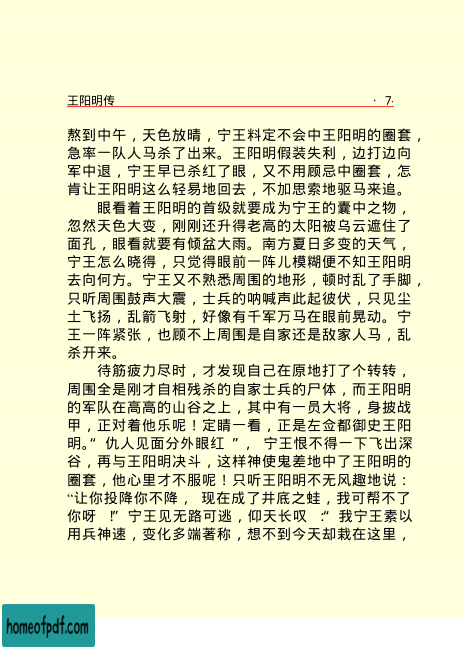 王阳明传 · 7·
熬到中午，天色放晴，宁王料定不会中王阳明的圈套，
急率一队人马杀了出来。王阳明假装失利，边打边向
军中退，宁王早已杀红了眼，又不用顾忌中圈套，怎
肯让王阳明这么轻易地回去，不加思索地驱马来追。
眼看着王阳明的首级就要成为宁王的囊中之物，
忽然天色大变，刚刚还升得老高的太阳被乌云遮住了
面孔，眼看就要有倾盆大雨。南方夏日多变的天气，
宁王怎么晓得，只觉得眼前一阵儿模糊便不知王阳明
去向何方。宁王又不熟悉周围的地形，顿时乱了手脚，
只听周围鼓声大震，士兵的呐喊声此起彼伏，只见尘
土飞扬，乱箭飞射，好像有千军万马在眼前晃动。宁
王一阵紧张，也顾不上周围是自家还是敌家人马，乱
杀开来。
待筋疲力尽时，才发现自己在原地打了个转转，
周围全是刚才自相残杀的自家士兵的尸体，而王阳明
的军队在高高的山谷之上，其中有一员大将，身披战
甲，正对着他乐呢！定睛一看，正是左佥都御史王阳
明。“ 仇人见面分外眼红 ”， 宁王恨不得一下飞出深
谷，再与王阳明决斗，这样神使鬼差地中了王阳明的
圈套，他心里才不服呢！只听王阳明不无风趣地说：
“让你投降你不降， 现在成了井底之蛙，我可帮不了
你呀 ！” 宁王见无路可逃，仰天长叹 ：“ 我宁王素以
用兵神速，变化多端著称，想不到今天却栽在这里，
homeofpdf.com